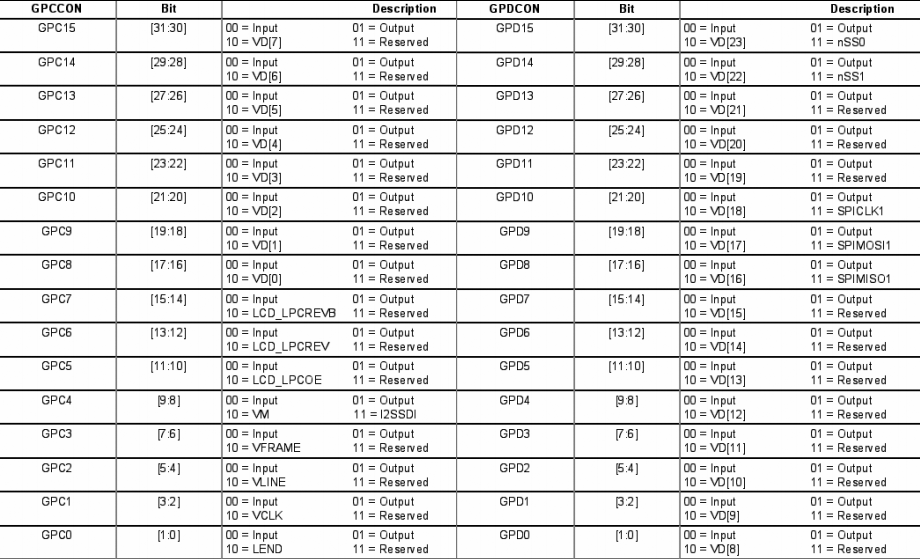 GPCCON Bit Description GPDCON Bit Description
GPC15 [31:30] 00 = Input 01 = Output GPD15 [31:30] 00 = Input 01 = Output
10 = VD[7] 11 = Reserved 10 = VD[23] 11 = nSS0
GPC14 [29:28] 00 = Input 01 = Output GPD14 [29:28] 00 = Input 01 = Output
10 = VD[6] 11 = Reserved 10 = VD[22] 11 = nSS1
GPC13 [27:26] 00 = Input 01 = Output GPD13 [27:26] 00 = Input 01 = Output
10 = VD[5] 11 = Reserved 10 = VD[21] 11 = Reserved
GPC12 [25:24] 00 = Input 01 = Output GPD12 [25:24] 00 = Input 01 = Output
10 = VD[4] 11 = Reserved 10 = VD[20] 11 = Reserved
GPC11 [23:22] 00 = Input 01 = Output GPD11 [23:22] 00 = Input 01 = Output
10 = VD[3] 11 = Reserved 10 = VD[19] 11 = Reserved
GPC10 [21:20] 00 = Input 01 = Output GPD10 [21:20] 00 = Input 01 = Output
10 = VD[2] 11 = Reserved 10 = VD[18] 11 = SPICLK1
GPC9 [19:18] 00 = Input 01 = Output GPD9 [19:18] 00 = Input 01 = Output
10 = VD[1] 11 = Reserved 10 = VD[17] 11 = SPIMOSI1
GPC8 [17:16] 00 = Input 01 = Output GPD8 [17:16] 00 = Input 01 = Output
10 = VD[0] 11 = Reserved 10 = VD[16] 11 = SPIMISO1
GPC7 [15:14] 00 = Input 01 = Output GPD7 [15:14] 00 = Input 01 = Output
10 = LCD_LPCREVB 11 = Reserved 10 = VD[15] 11 = Reserved
GPC6 [13:12] 00 = Input 01 = Output GPD6 [13:12] 00 = Input 01 = Output
10 = LCD_LPCREV 11 = Reserved 10 = VD[14] 11 = Reserved
GPC5 [11:10] 00 = Input 01 = Output GPD5 [11:10] 00 = Input 01 = Output
10 = LCD_LPCOE 11 = Reserved 10 = VD[13] 11 = Reserved
GPC4 [9:8] 00 = Input 01 = Output GPD4 [9:8] 00 = Input 01 = Output
10 = VM 11 = I2SSDI 10 = VD[12] 11 = Reserved
GPC3 [7:6] 00 = Input 01 = Output GPD3 [7:6] 00 = Input 01 = Output
10 = VFRAME 11 = Reserved 10 = VD[11] 11 = Reserved
GPC2 [5:4] 00 = Input 01 = Output GPD2 [5:4] 00 = Input 01 = Output
10 = VLINE 11 = Reserved 10 = VD[10] 11 = Reserved
GPC1 [3:2] 00 = Input 01 = Output GPD1 [3:2] 00 = Input 01 = Output
10 = VCLK 11 = Reserved 10 = VD[9] 11 = Reserved
GPC0 [1:0] 00 = Input 01 = Output GPD0 [1:0] 00 = Input 01 = Output
10 = LEND 11 = Reserved 10 = VD[8] 11 = Reserved